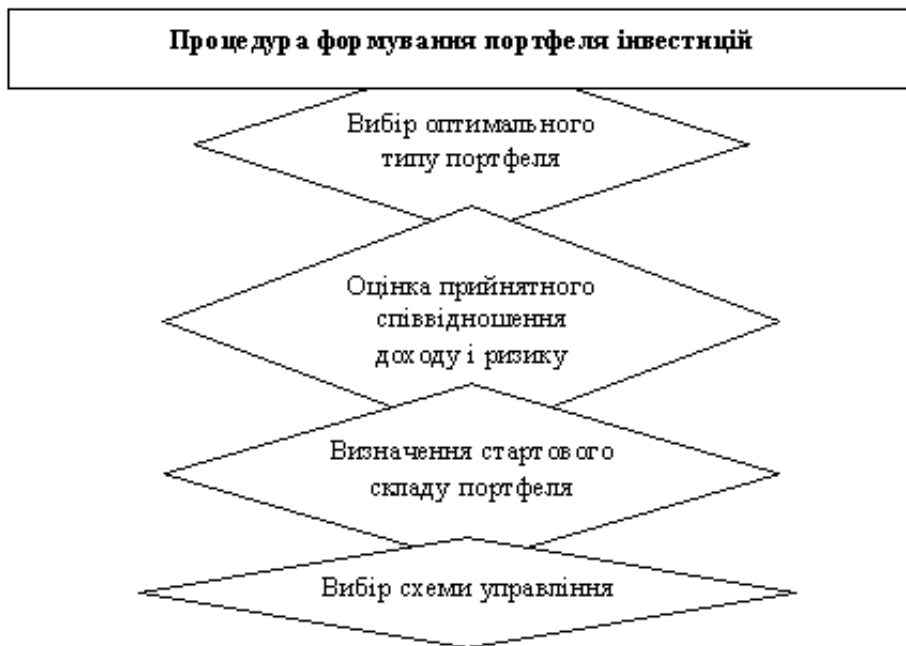 Процедура формування портфеля інвестицій
Вибір оптимального
типу портфеля
Оцінка прийнятного
співвідношення
доходу і ризику
Визначення стартового
складу портфеля
Вибір схеми управління